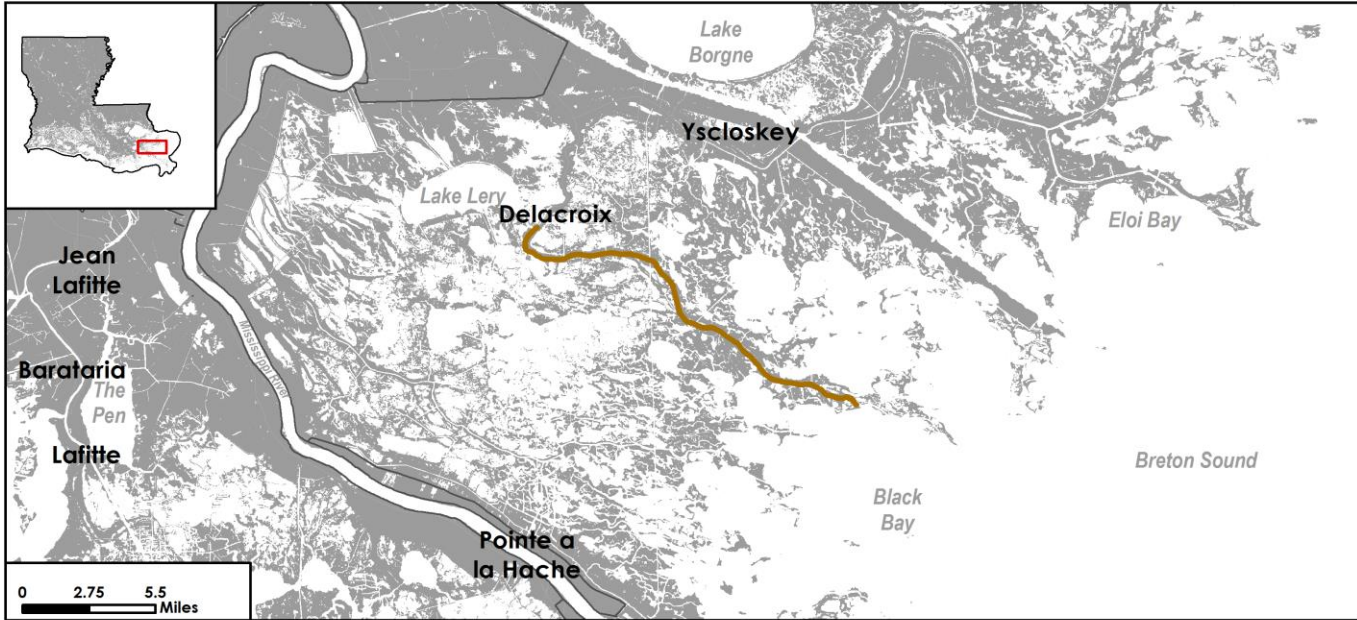 Lake
Borgne
Yscloskey
Lake Lery
Delacroix
Eloi Bay
Jean
Lafitte
Mississippi River
Barataria
The
Pen
Lafitte
Breton Sound
Black
Bay
Pointe a
la Hache
0 2.75 5.5
Miles